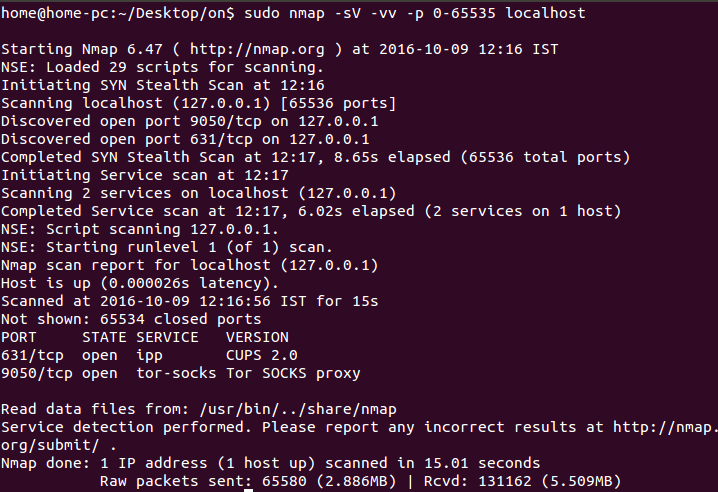 home@home-pc:~/Desktop/on$ sudo nmap -sV -vv -p 0-65535 localhost
Starting Nmap 6.47 ( http://nmap.org ) at 2016-10-09 12:16 IST
NSE: Loaded 29 scripts for scanning.
Initiating SYN Stealth Scan at 12:16
Scanning localhost (127.0.0.1) [65536 ports]
Discovered open port 9050/tcp on 127.0.0.1
Discovered open port 631/tcp on 127.0.0.1
Completed SYN Stealth Scan at 12:17, 8.65s elapsed (65536 total ports)
Initiating Service scan at 12:17
Scanning 2 services on localhost (127.0.0.1)
Completed Service scan at 12:17, 6.02s elapsed (2 services on 1 host)
NSE: Script scanning 127.0.0.1.
NSE: Starting runlevel 1 (of 1) scan.
Nmap scan report for localhost (127.0.0.1)
Host is up (0.000026s latency).
Scanned at 2016-10-09 12:16:56 IST for 15s
Not shown: 65534 closed ports
PORT     STATE SERVICE   VERSION
631/tcp  open  ipp       CUPS 2.0
9050/tcp open  tor-socks Tor SOCKS proxy
Read data files from: /usr/bin/../share/nmap
Service detection performed. Please report any incorrect results at http://nmap.
org/submit/ .
Nmap done: 1 IP address (1 host up) scanned in 15.01 seconds
           Raw packets sent: 65580 (2.886MB) | Rcvd: 131162 (5.509MB)